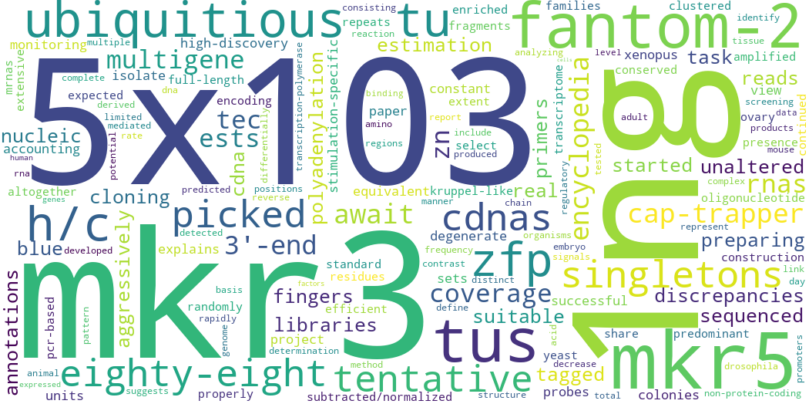 ubiquitious
tu
consisting
families
clustered
identify
fantom-2
repeats
enriched
reaction
fragments
monitoring
multiple
high-discovery
multigene
estimation
tissue
analyzing
mrnas
extensive
complete
isolate
full-length
5x103
level
xenopus
task
conserved
amplified
reads
expected
derived
encoding
tec
polyadenylation
stimulation-specific
constant
extent
binding
paper
amino
report
zn
primers
transcriptome
encyclopedia
view
screening
ovary
adult
data
presence
products
continued
1ng
nucleic
dna
limited
mediated
ests
accounting
rate
transcription-polymerase
differentially
regions
include
select
produced
real
started
mouse
unaltered
human
rna
potential
cdna
altogether
genes
cloning
predicted
positions
reverse
equivalent
kruppel-like
regulatory
tested
complex
rnas
oligonucleotide
h/c
picked
await
manner
chain
cdnas
organisms
represent
cap-trapper
blue
developed
detected
3'-end
degenerate
frequency
embryo
signals
preparing
construction
link
mkr3
explains
standard
contrast
distinct
zfp
singletons
day
annotations
aggressively
basis
randomly
residues
sets
define
coverage
successful
discrepancies
pcr-based
pattern
rapidly
genome
fingers
efficient
factors
libraries
project
determination
tus
suitable
share
predominant
sequenced
yeast
decrease
acid
mkr5
drosophila
promoters
animal
expressed
eighty-eight
suggests
method
tentative
tagged
probes
units
properly
subtracted/normalized
structure
total
colonies
non-protein-coding